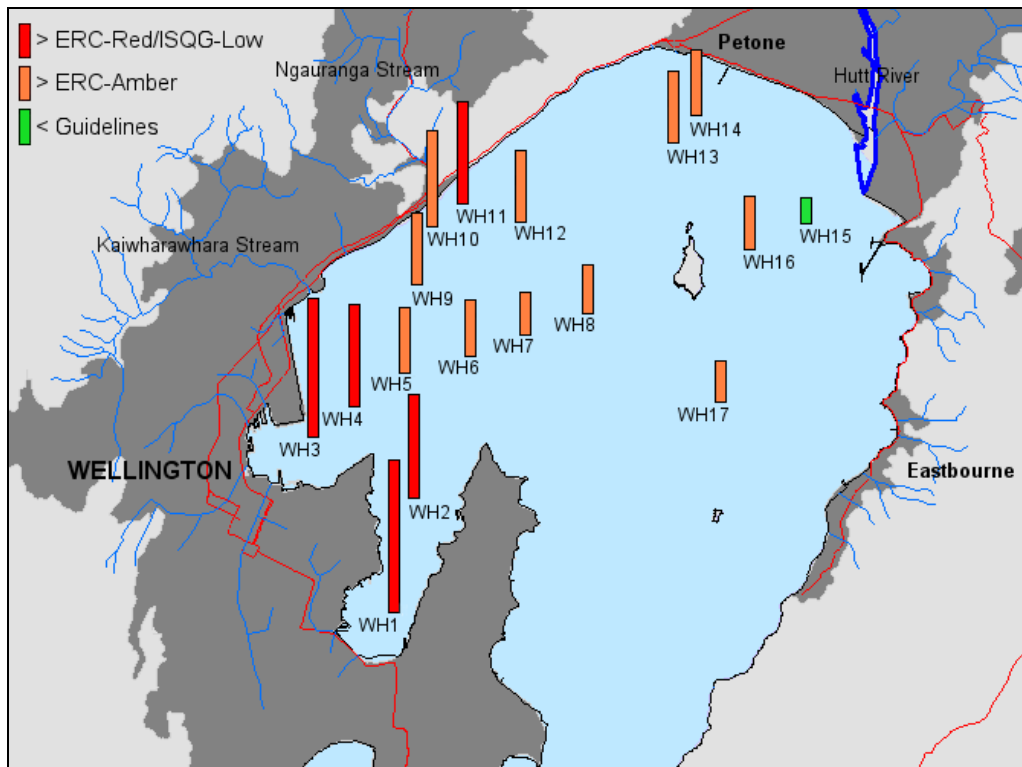 > ERC-Red/ISQG-Low
> ERC-Amber
< Guidelines
Petone
Ngauranga Stream
Hutt River
WH14
WH13
WH11
WH10
WH12
WH15
Kaiwharawhara Stream
WH16
WH9
WH8
WH7
WH6
WH5
WH17
WH4
WH3
WELLINGTON
Eastbourne
WH2
WH1